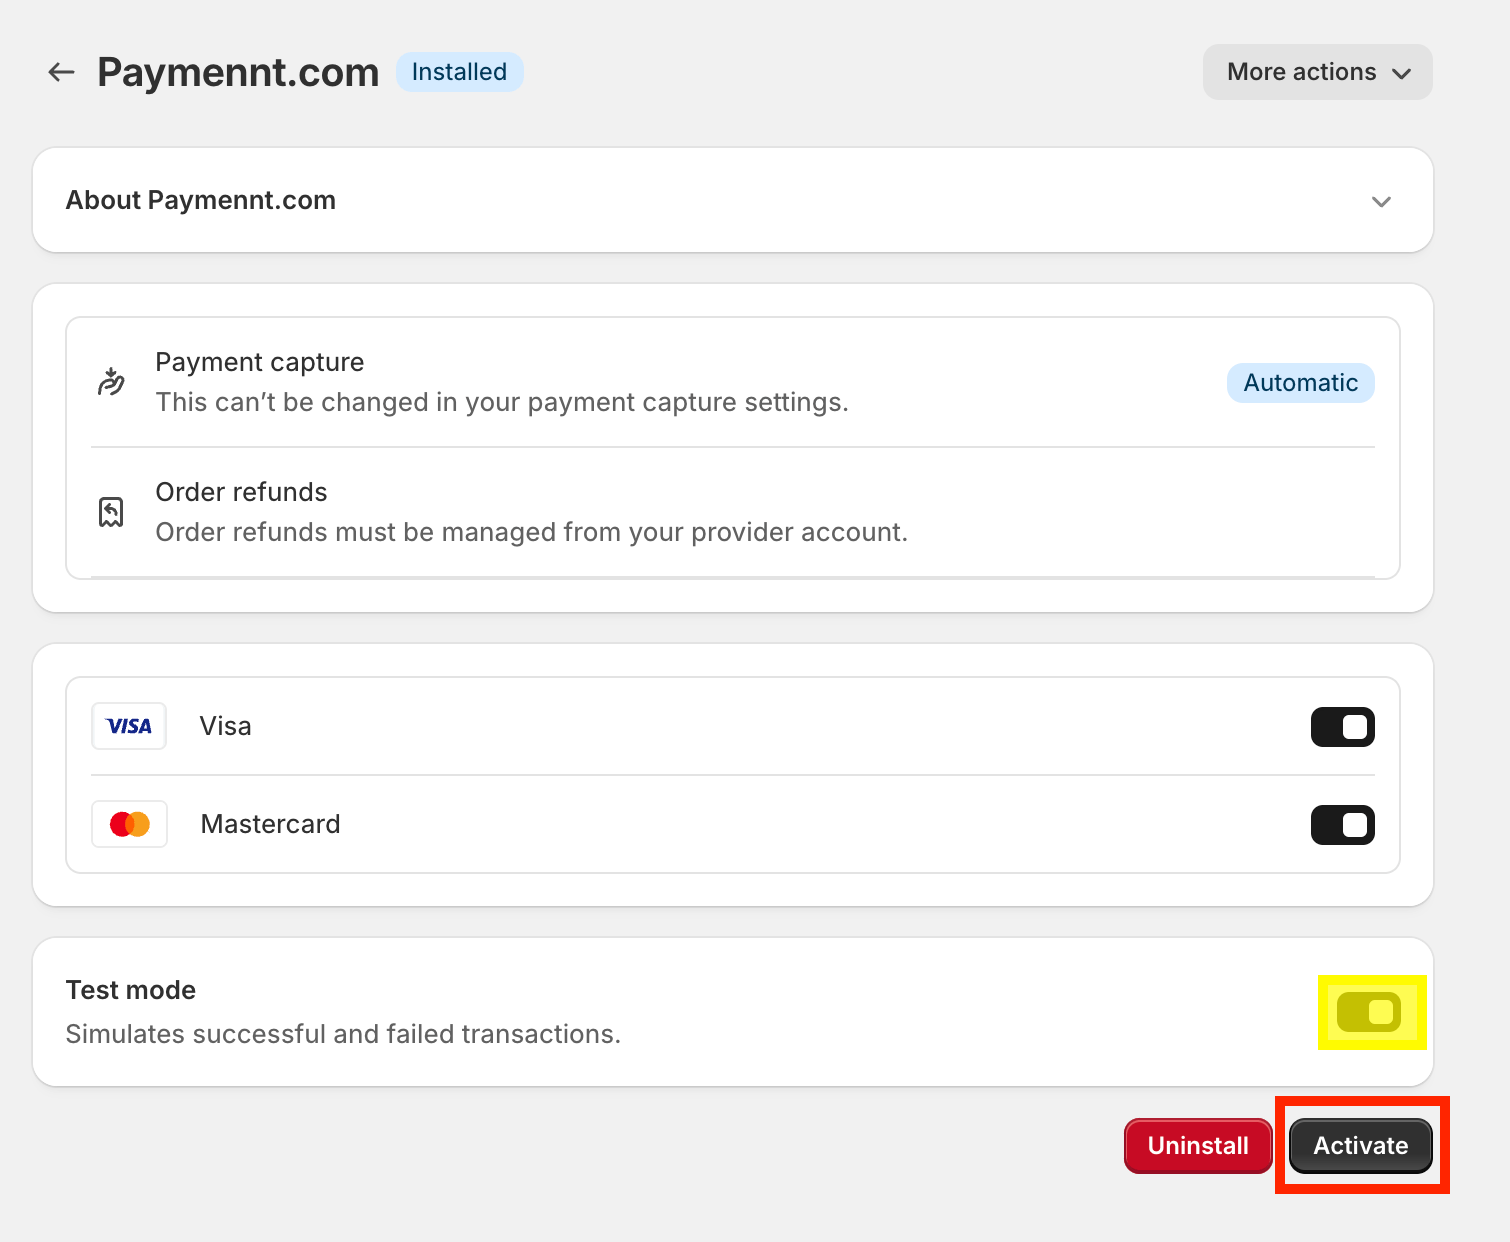 Paymennt.com Installed More actions
About Paymennt.com
Payment capture
This can’t be changed in your payment capture settings.
Automatic
Order refunds
Order refunds must be managed from your provider account.
VISA Visa
Mastercard
Test mode
Simulates successful and failed transactions.
Uninstall Activate